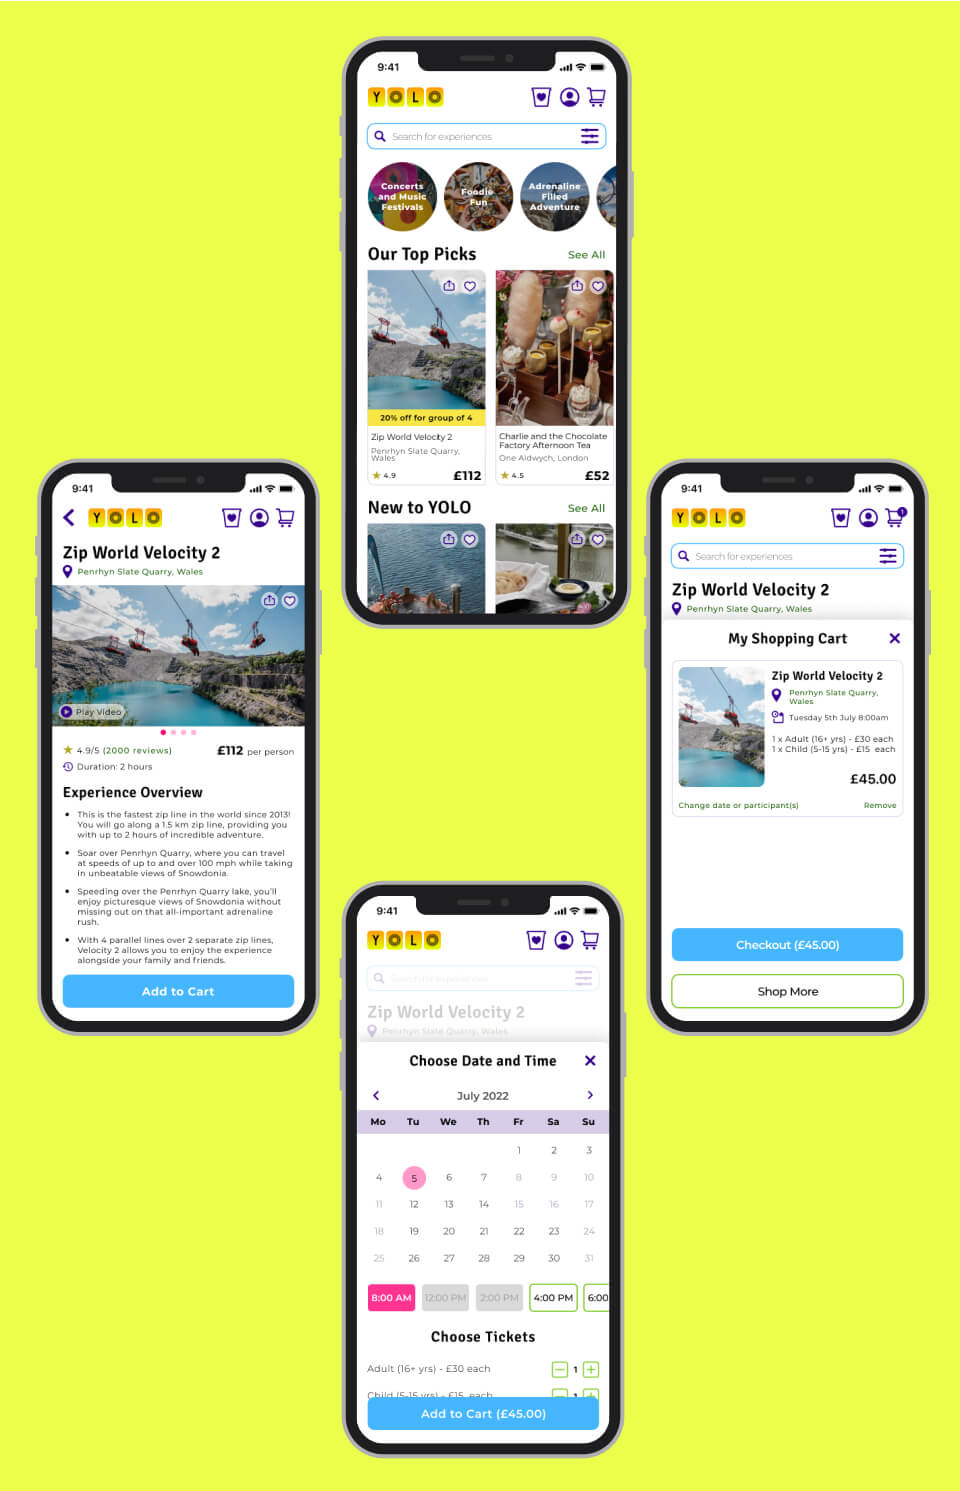 9:41
YOLO
Search for experiences
Concerts
and Music
Festivals
Foodie
Fun
Adrenaline
Filled
Adventure
Our Top Picks
See All
20% off for group of 4
Zip World Velocity 2
Penrhyn Slate Quarry,
Wales
4.9
£112
Charlie and the Chocolate
Factory Afternoon Tea
One Aldwych, London
4.5
£52
New to YOLO
See All
9:41
YOLO
Zip World Velocity 2
Penrhyn Slate Quarry, Wales
Play Video
4.9/5 (2000 reviews)
£112 per person
Duration: 2 hours
Experience Overview
• This is the fastest zip line in the world since 2013!
You will go along a 1.5 km zip line, providing you
with up to 2 hours of incredible adventure.
• Soar over Penrhyn Quarry, where you can travel
at speeds of up to and over 100 mph while taking
in unbeatable views of Snowdonia.
• Speeding over the Penrhyn Quarry lake, you'll
enjoy picturesque views of Snowdonia without
missing out on that all-important adrenaline
rush.
• With 4 parallel lines over 2 separate zip lines,
Velocity 2 allows you to enjoy the experience
alongside your family and friends.
Add to Cart
9:41
YOLO
1
Search for experiences
Zip World Velocity 2
Penrhyn Slate Quarry, Wales
My Shopping Cart
Zip World Velocity 2
Penrhyn Slate Quarry,
Wales
Tuesday 5th July 8:00am
1 x Adult (16+ yrs) - £30 each
1 x Child (5-15 yrs) - £15 each
£45.00
Change date or participant(s)
Remove
Checkout (£45.00)
Shop More
9:41
YOLO
Search for experiences
Zip World Velocity 2
Penrhyn Slate Quarry, Wales
Choose Date and Time
July 2022
Mo Tu We Th Fr Sa Su
1 2 3
4 5 6 7 8 9 10
11 12 13 14 15 16 17
18 19 20 21 22 23 24
25 26 27 28 29 30 31
8:00 AM 12:00 PM 2:00 PM 4:00 PM 6:00
Choose Tickets
Adult (16+ yrs) - £30 each
1
Child (5-15 yrs) - £15 each
1
Add to Cart (£45.00)